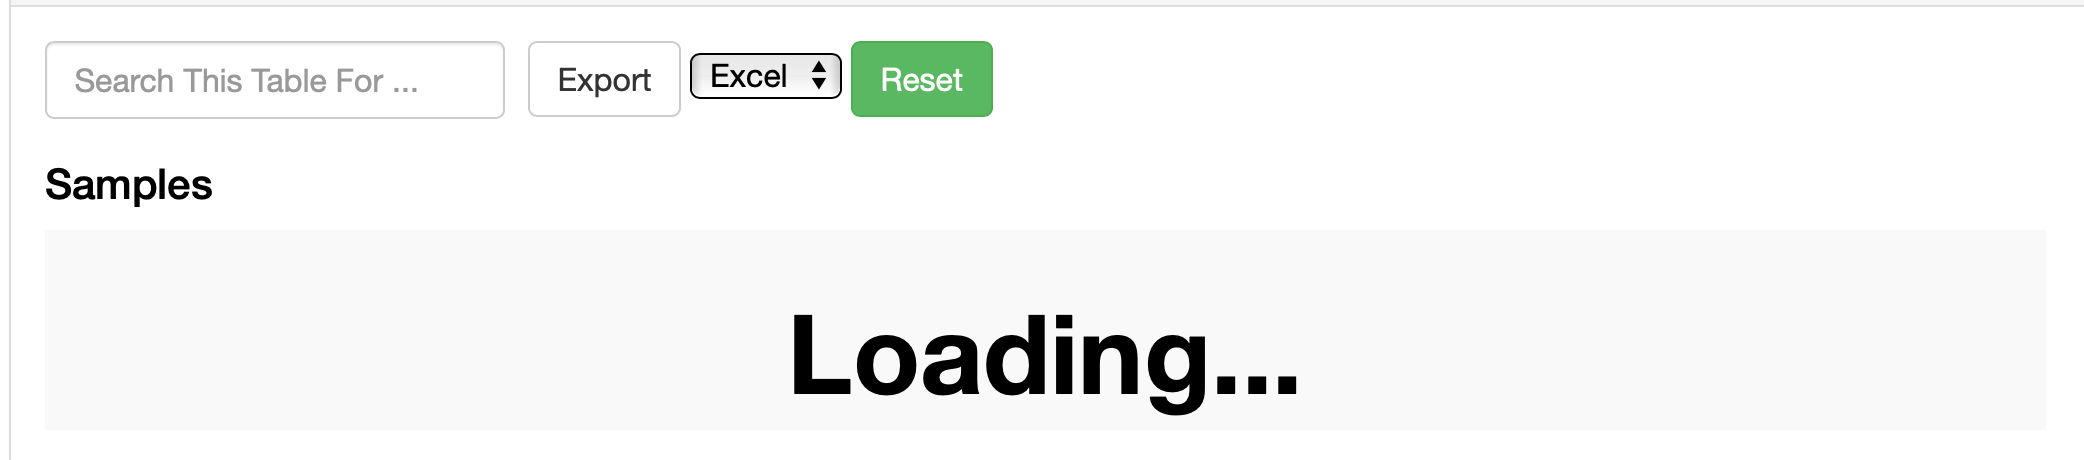 Search This Table For ... Export Excel Reset
Samples
Loading...